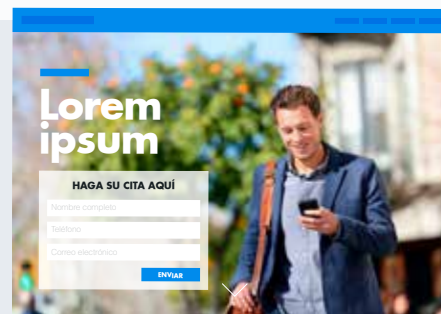 Lorem
ipsum
HAGA SU CITA AQUÍ
Nombre completo
Teléfono
Correo electrónico
ENVIAR